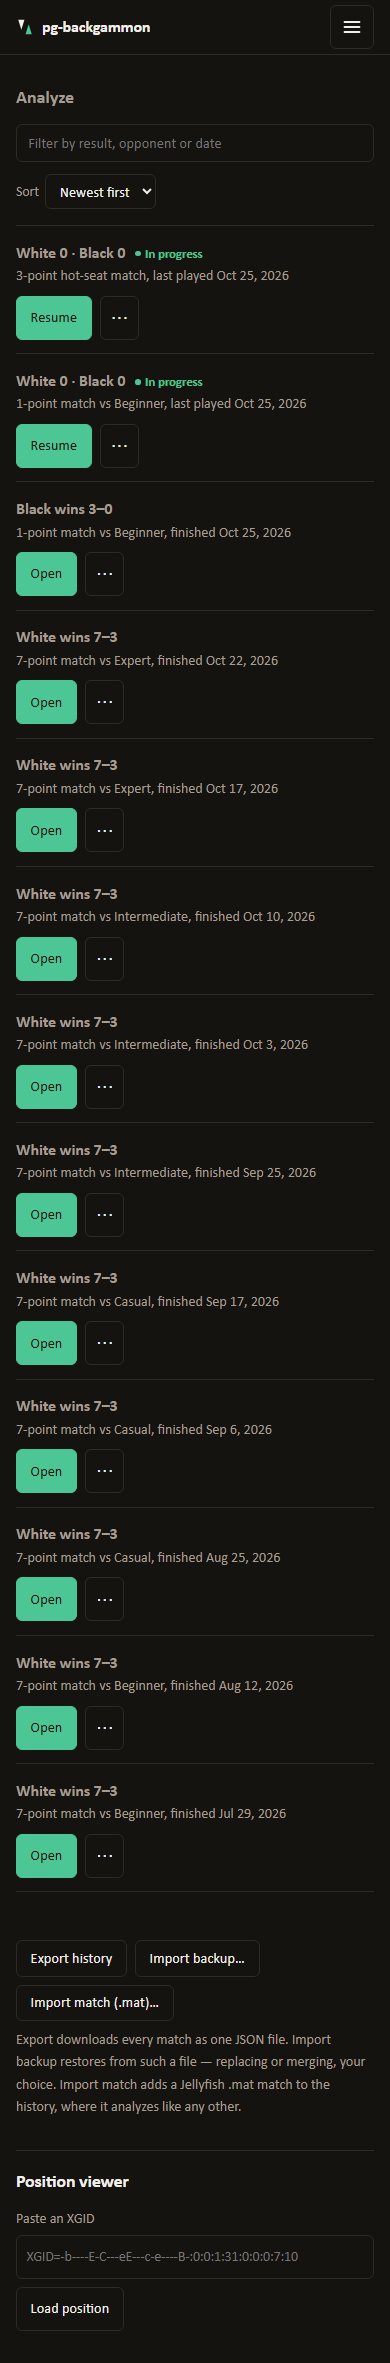 pg-backgammon
Analyze
Filter by result, opponent or date
Sort Newest first
White 0 · Black 0 • In progress
3-point hot-seat match, last played Oct 25, 2026
Resume ···
White 0 · Black 0 • In progress
1-point match vs Beginner, last played Oct 25, 2026
Resume ···
Black wins 3–0
1-point match vs Beginner, finished Oct 25, 2026
Open ···
White wins 7–3
7-point match vs Expert, finished Oct 22, 2026
Open ···
White wins 7–3
7-point match vs Expert, finished Oct 17, 2026
Open ···
White wins 7–3
7-point match vs Intermediate, finished Oct 10, 2026
Open ···
White wins 7–3
7-point match vs Intermediate, finished Oct 3, 2026
Open ···
White wins 7–3
7-point match vs Intermediate, finished Sep 25, 2026
Open ···
White wins 7–3
7-point match vs Casual, finished Sep 17, 2026
Open ···
White wins 7–3
7-point match vs Casual, finished Sep 6, 2026
Open ···
White wins 7–3
7-point match vs Casual, finished Aug 25, 2026
Open ···
White wins 7–3
7-point match vs Beginner, finished Aug 12, 2026
Open ···
White wins 7–3
7-point match vs Beginner, finished Jul 29, 2026
Open ···
Export history Import backup…
Import match (.mat)…
Export downloads every match as one JSON file. Import
backup restores from such a file — replacing or merging, your
choice. Import match adds a Jellyfish .mat match to the
history, where it analyzes like any other.
Position viewer
Paste an XGID
XGID=-b----E-C---eE---c-e----B-:0:0:1:31:0:0:0:7:10
Load position